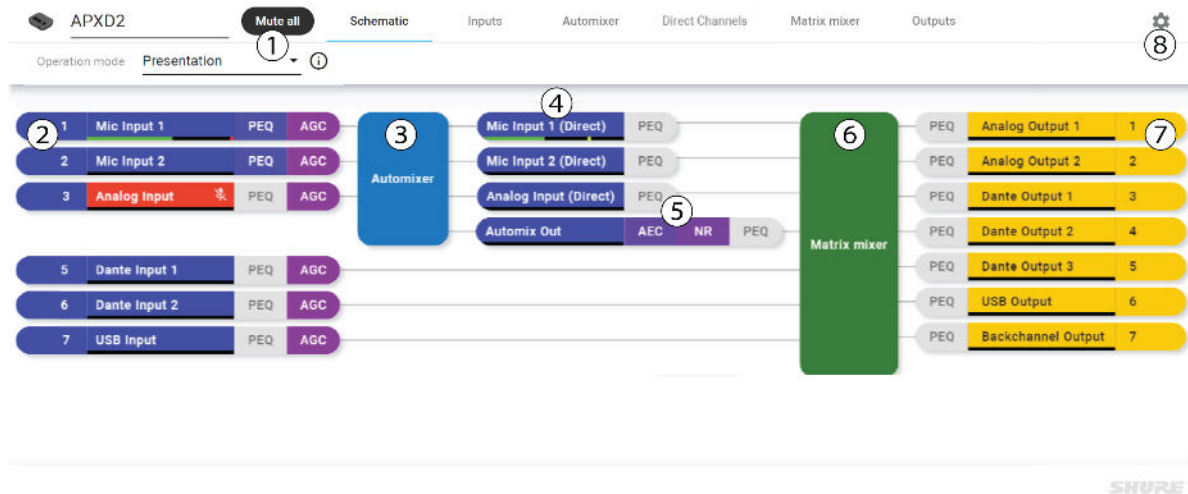 APXD2 Mute all Schematic Inputs Automixer Direct Channels Matrix mixer Outputs
1 8
Operation mode Presentation
4
2 1 Mic Input 1 PEQ AGC 3 Mic Input 1 (Direct) PEQ 6 PEQ Analog Output 1 1 7
2 Mic Input 2 PEQ AGC Mic Input 2 (Direct) PEQ PEQ Analog Output 2 2
Automixer
3 Analog Input PEQ AGC Analog Input (Direct) PEQ PEQ Dante Output 1 3
5
Automix Out AEC NR PEQ Matrix mixer PEQ Dante Output 2 4
5 Dante Input 1 PEQ AGC PEQ Dante Output 3 5
6 Dante Input 2 PEQ AGC PEQ USB Output 6
7 USB Input PEQ AGC PEQ Backchannel Output 7
SHURE